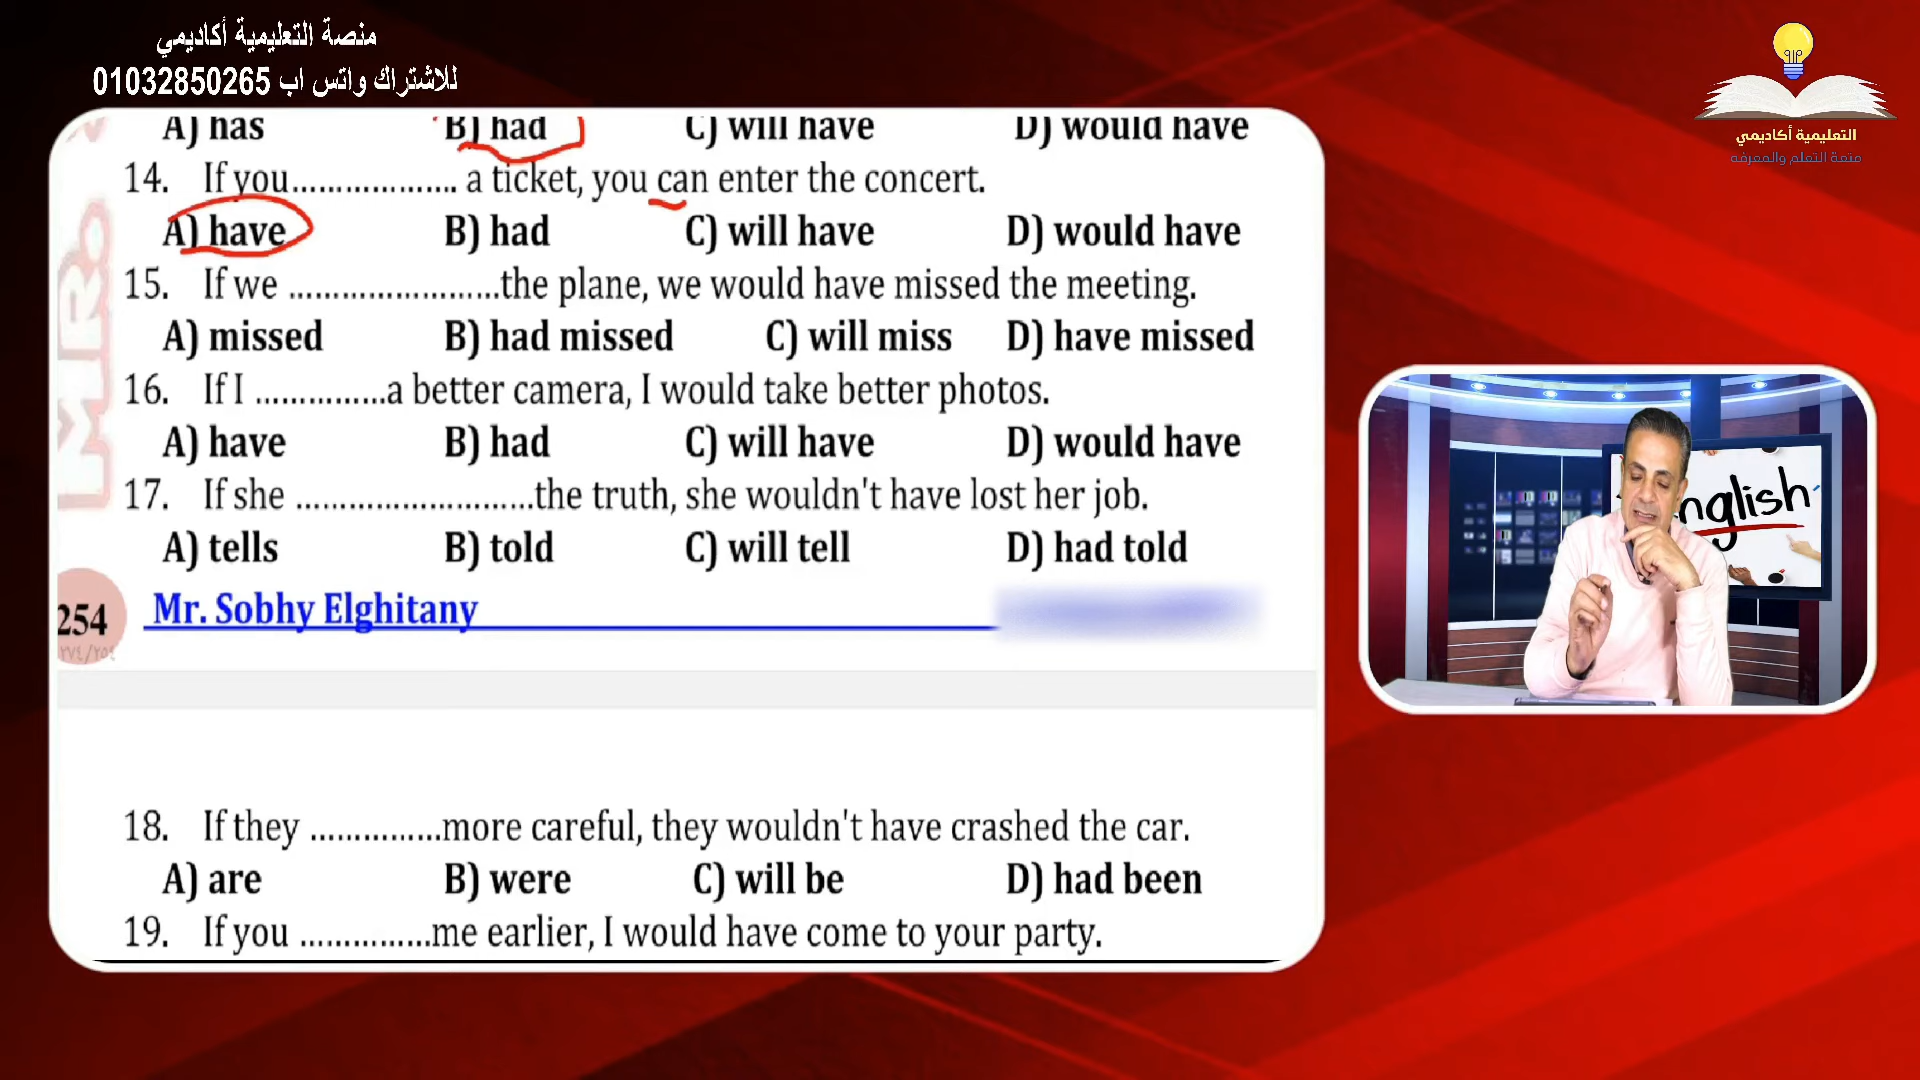 منصة التعليمية أكاديمي
للاشتراك واتس اب 01032850265
A) has B) had C) will have D) would have
14. If you.................... a ticket, you can enter the concert.
A) have B) had C) will have D) would have
15. If we ........................the plane, we would have missed the meeting.
A) missed B) had missed C) will miss D) have missed
16. If I ...............a better camera, I would take better photos.
A) have B) had C) will have D) would have
17. If she ...........................the truth, she wouldn't have lost her job.
A) tells B) told C) will tell D) had told
254 Mr. Sobhy Elghitany
18. If they ...............more careful, they wouldn't have crashed the car.
A) are B) were C) will be D) had been
19. If you ...............me earlier, I would have come to your party.
MR.
التعليمية أكاديمي
متعة التعلم والمعرفه
nglish